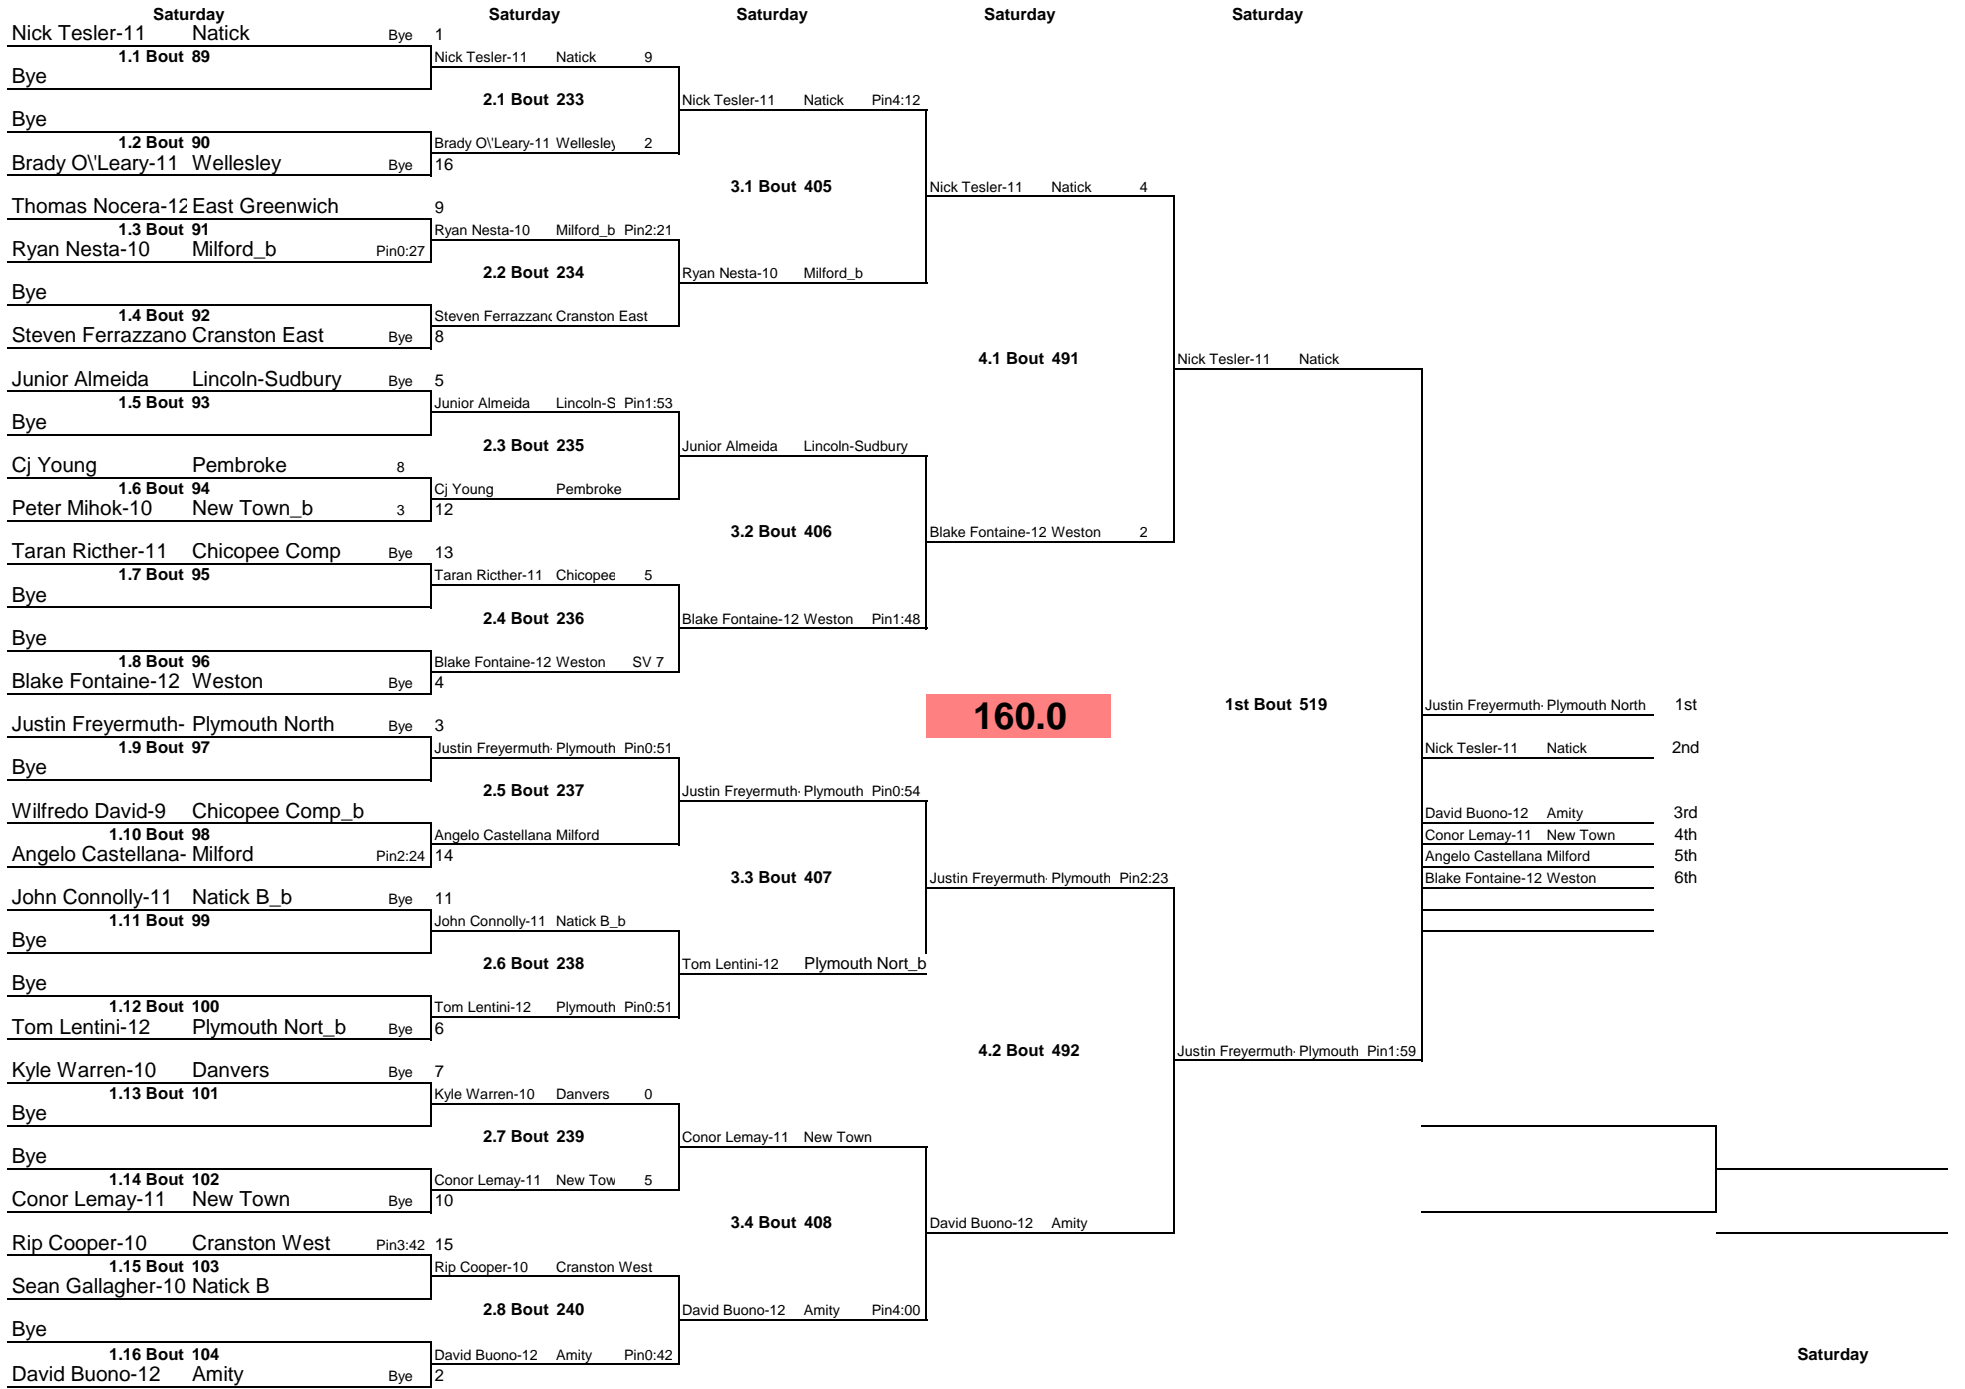 Saturday Saturday Saturday Saturday Saturday
Nick Tesler-11 Natick Bye 1
1.1 Bout 89 Nick Tesler-11 Natick 9
Bye
2.1 Bout 233 Nick Tesler-11 Natick Pin4:12
Bye
1.2 Bout 90 Brady O\'Leary-11 Wellesley 2
Brady O\'Leary-11 Wellesley Bye 16
3.1 Bout 405 Nick Tesler-11 Natick 4
Thomas Nocera-12 East Greenwich 9
1.3 Bout 91 Ryan Nesta-10 Milford_b Pin2:21
Ryan Nesta-10 Milford_b Pin0:27
2.2 Bout 234 Ryan Nesta-10 Milford_b
Bye
1.4 Bout 92 Steven Ferrazzano Cranston East
Steven Ferrazzano Cranston East Bye 8
4.1 Bout 491 Nick Tesler-11 Natick
Junior Almeida Lincoln-Sudbury Bye 5
1.5 Bout 93 Junior Almeida Lincoln-S Pin1:53
Bye
2.3 Bout 235 Junior Almeida Lincoln-Sudbury
Cj Young Pembroke 8
1.6 Bout 94 Cj Young Pembroke
Peter Mihok-10 New Town_b 3 12
3.2 Bout 406 Blake Fontaine-12 Weston 2
Taran Ricther-11 Chicopee Comp Bye 13
1.7 Bout 95 Taran Ricther-11 Chicopee 5
Bye
2.4 Bout 236 Blake Fontaine-12 Weston Pin1:48
Bye
1.8 Bout 96 Blake Fontaine-12 Weston SV 7
Blake Fontaine-12 Weston Bye 4
160.0 1st Bout 519 Justin Freyermuth- Plymouth North 1st
Justin Freyermuth- Plymouth North Bye 3
1.9 Bout 97 Justin Freyermuth- Plymouth Pin0:51 Nick Tesler-11 Natick 2nd
Bye
2.5 Bout 237 Justin Freyermuth- Plymouth Pin0:54
Wilfredo David-9 Chicopee Comp_b David Buono-12 Amity 3rd
1.10 Bout 98 Angelo Castellana Milford Conor Lemay-11 New Town 4th
Angelo Castellana- Milford Pin2:24 14 Angelo Castellana Milford 5th
3.3 Bout 407 Justin Freyermuth- Plymouth Pin2:23 Blake Fontaine-12 Weston 6th
John Connolly-11 Natick B_b Bye 11
1.11 Bout 99 John Connolly-11 Natick B_b
Bye
2.6 Bout 238 Tom Lentini-12 Plymouth Nort_b
Bye
1.12 Bout 100 Tom Lentini-12 Plymouth Pin0:51
Tom Lentini-12 Plymouth Nort_b Bye 6
4.2 Bout 492 Justin Freyermuth- Plymouth Pin1:59
Kyle Warren-10 Danvers Bye 7
1.13 Bout 101 Kyle Warren-10 Danvers 0
Bye
2.7 Bout 239 Conor Lemay-11 New Town
Bye
1.14 Bout 102 Conor Lemay-11 New Tow 5
Conor Lemay-11 New Town Bye 10
3.4 Bout 408 David Buono-12 Amity
Rip Cooper-10 Cranston West Pin3:42 15
1.15 Bout 103 Rip Cooper-10 Cranston West
Sean Gallagher-10 Natick B
2.8 Bout 240 David Buono-12 Amity Pin4:00
Bye
1.16 Bout 104 David Buono-12 Amity Pin0:42 Saturday
David Buono-12 Amity Bye 2